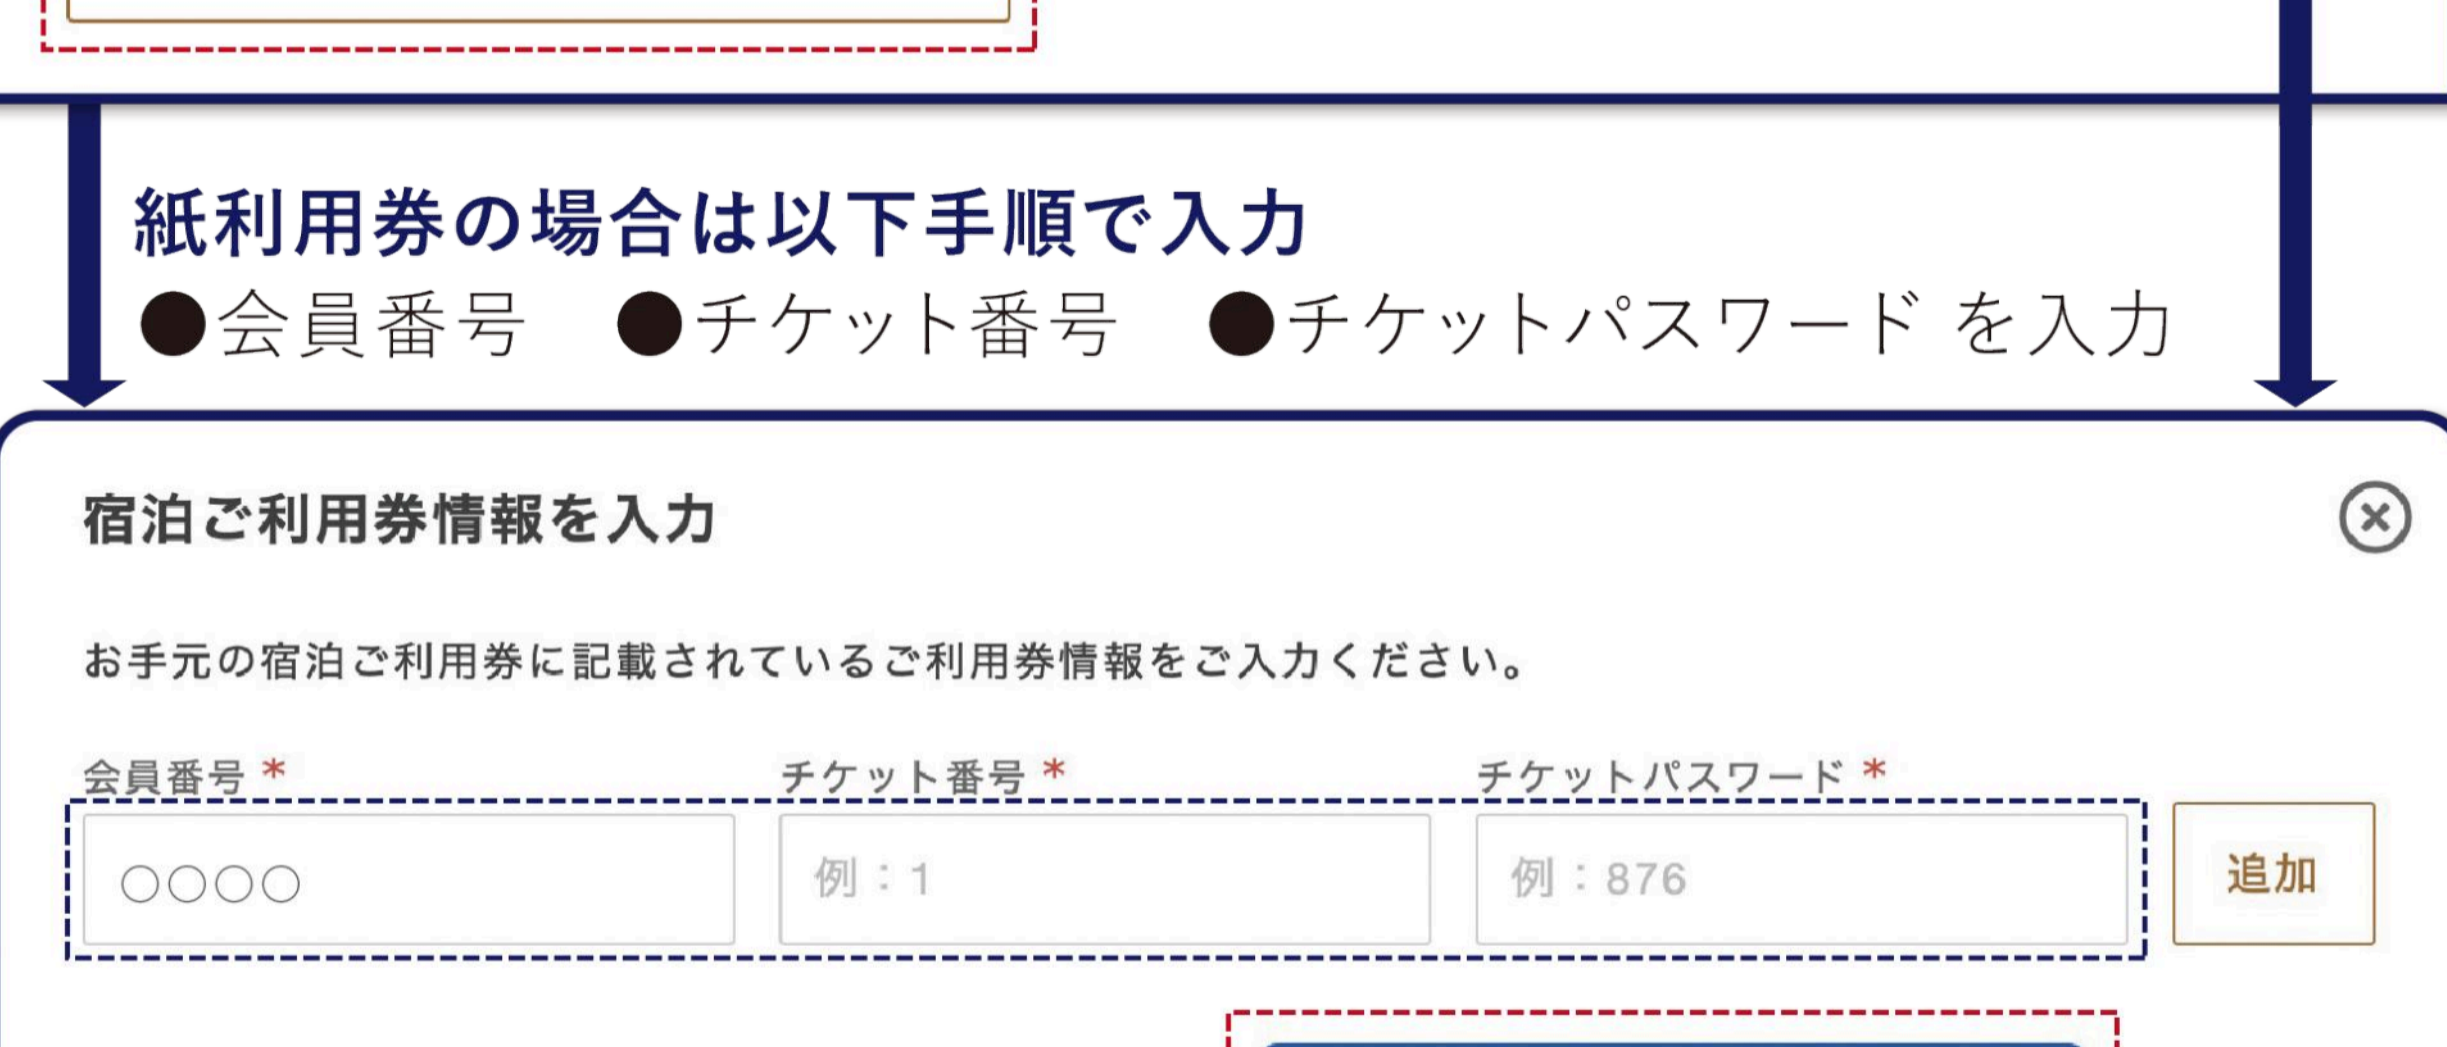 紙利用券の場合は以下手順で入力
●会員番号 ●チケット番号 ●チケットパスワード を入力
宿泊ご利用券情報を入力
お手元の宿泊ご利用券に記載されているご利用券情報をご入力ください。
会員番号 * チケット番号 * チケットパスワード *
○○○○ 例：1 例：876 追加